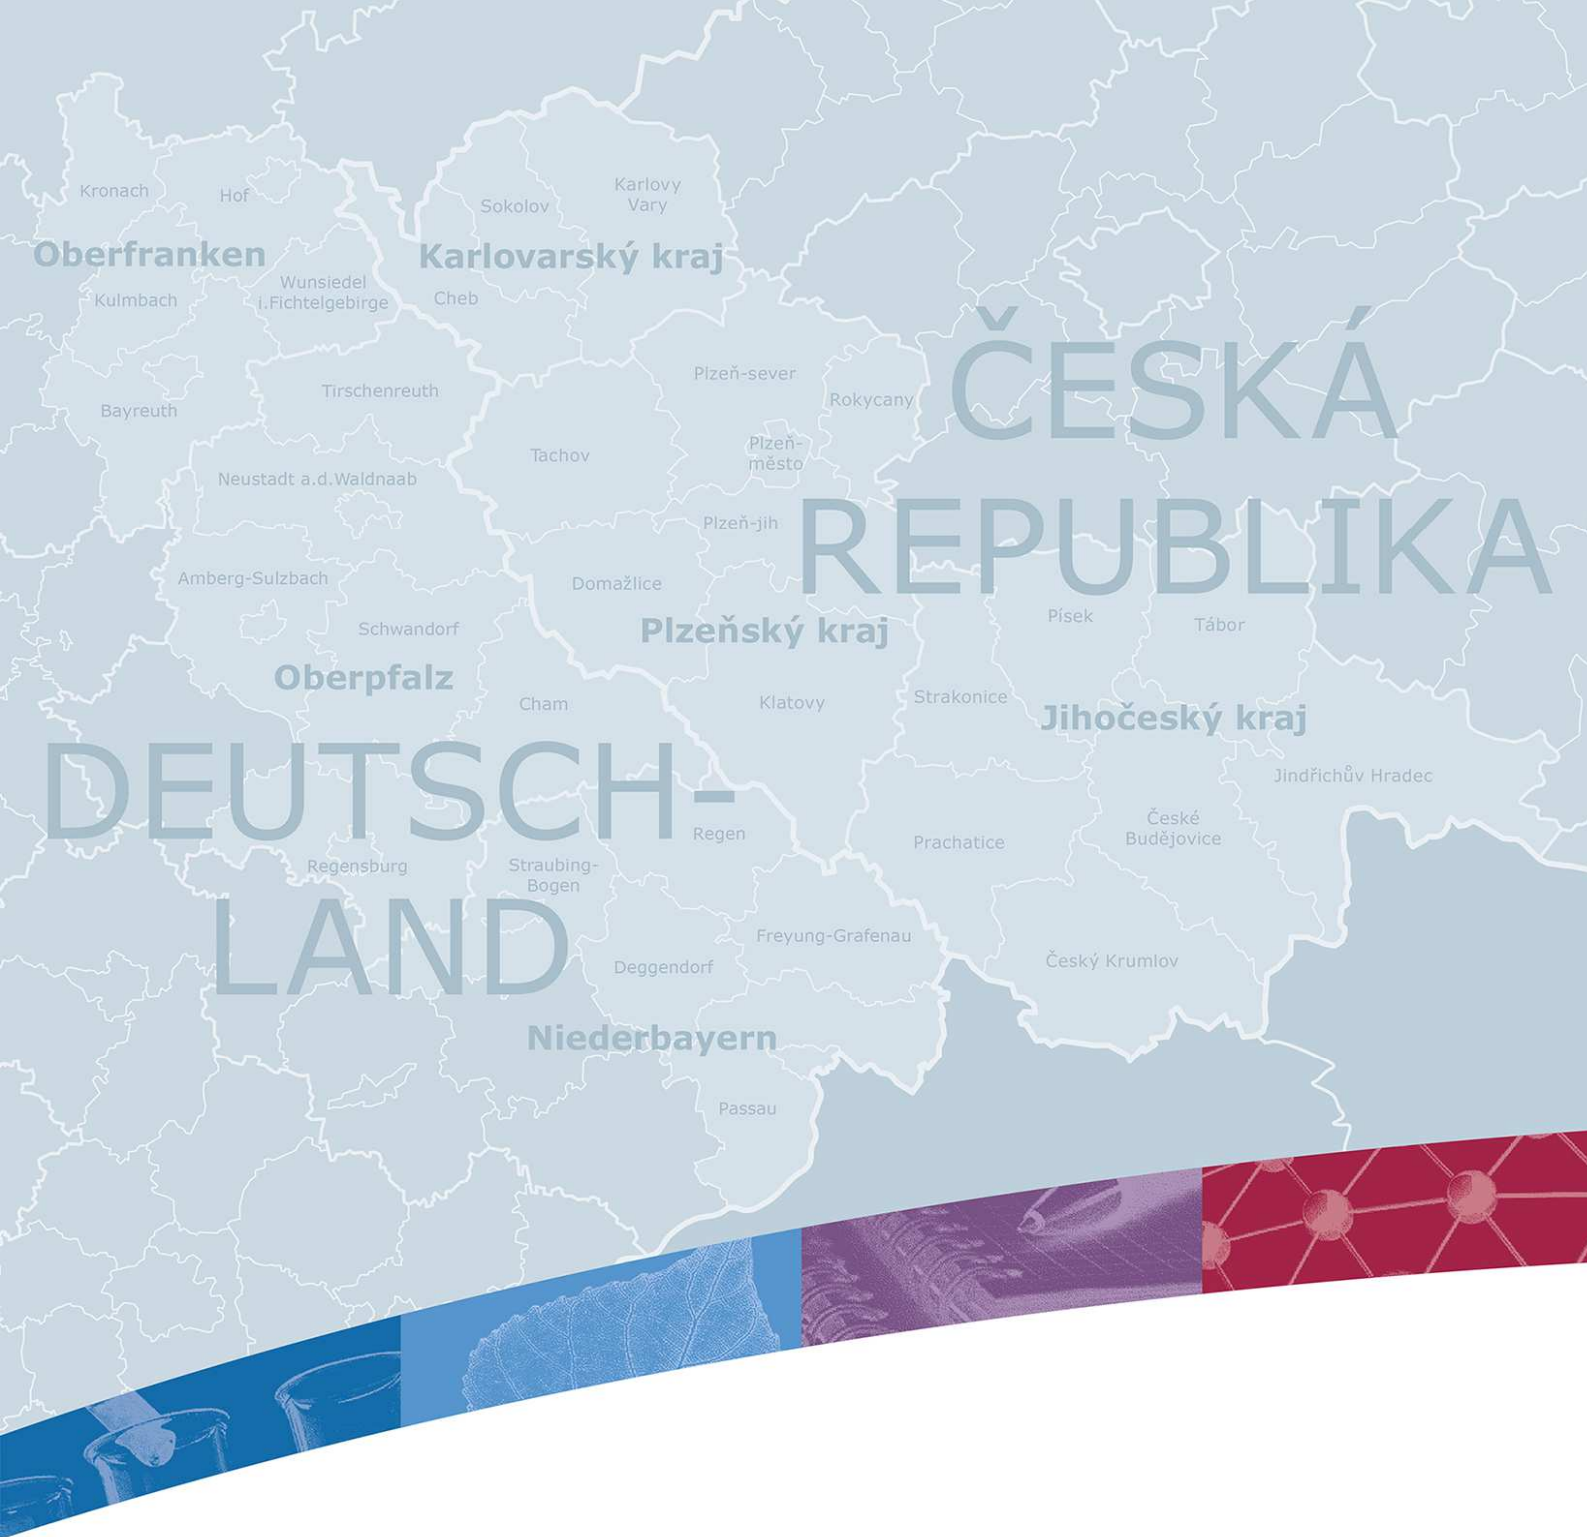 Kronach
Hof
Sokolov
Karlovy
Vary
Oberfranken
Karlovarský kraj
Wunsiedel
i.Fichtelgebirge
Kulmbach
Cheb
ČESKÁ
Plzeň-sever
Tirschenreuth
Rokycany
Bayreuth
Plzeň-
město
Tachov
Neustadt a.d.Waldnaab
REPUBLIKA
Plzeň-jih
Amberg-Sulzbach
Domažlice
Písek
Tábor
Schwandorf
Plzeňský kraj
Oberpfalz
Cham
Klatovy
Strakonice
Jihočeský kraj
DEUTSCH-
Jindřichův Hradec
České
Budějovice
Regen
Prachatice
Regensburg
Straubing-
Bogen
LAND
Freyung-Grafenau
Deggendorf
Český Krumlov
Niederbayern
Passau